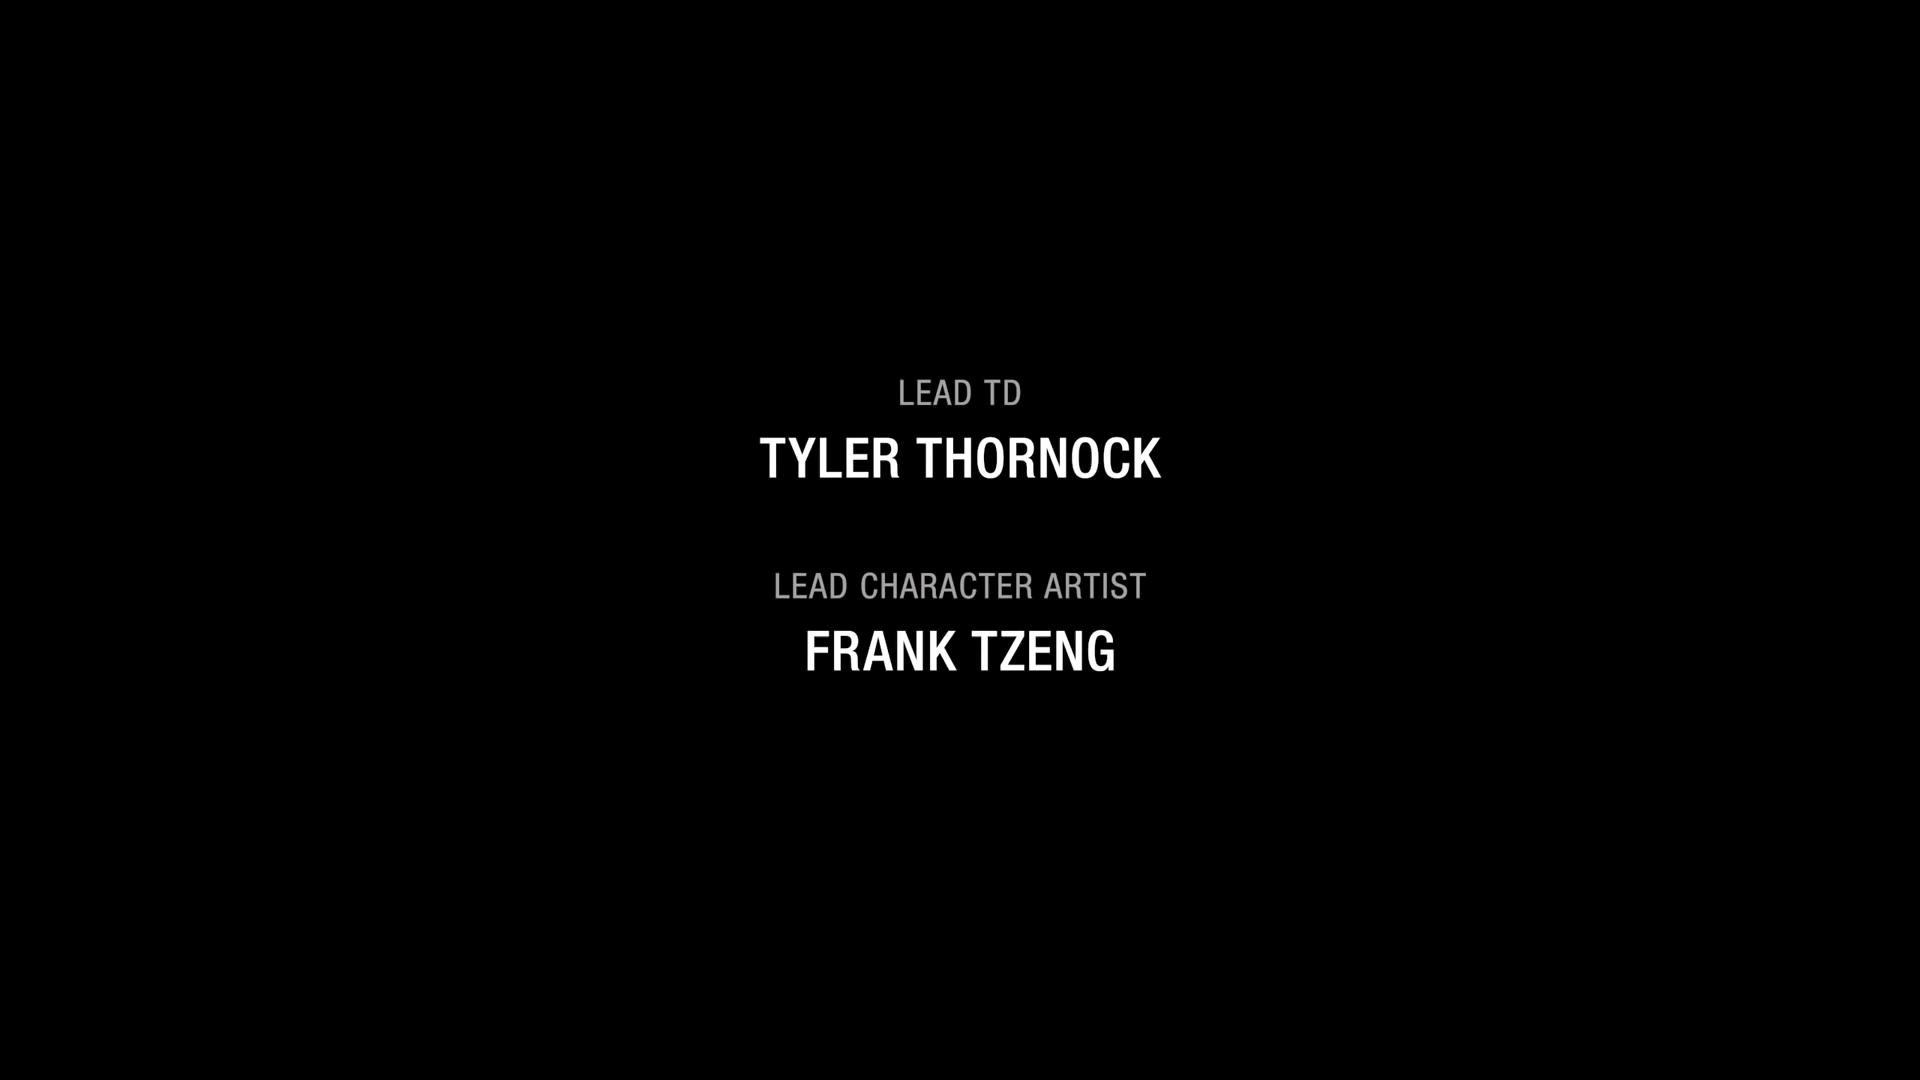 LEAD TD
TYLER THORNOCK
LEAD CHARACTER ARTIST
FRANK TZENG